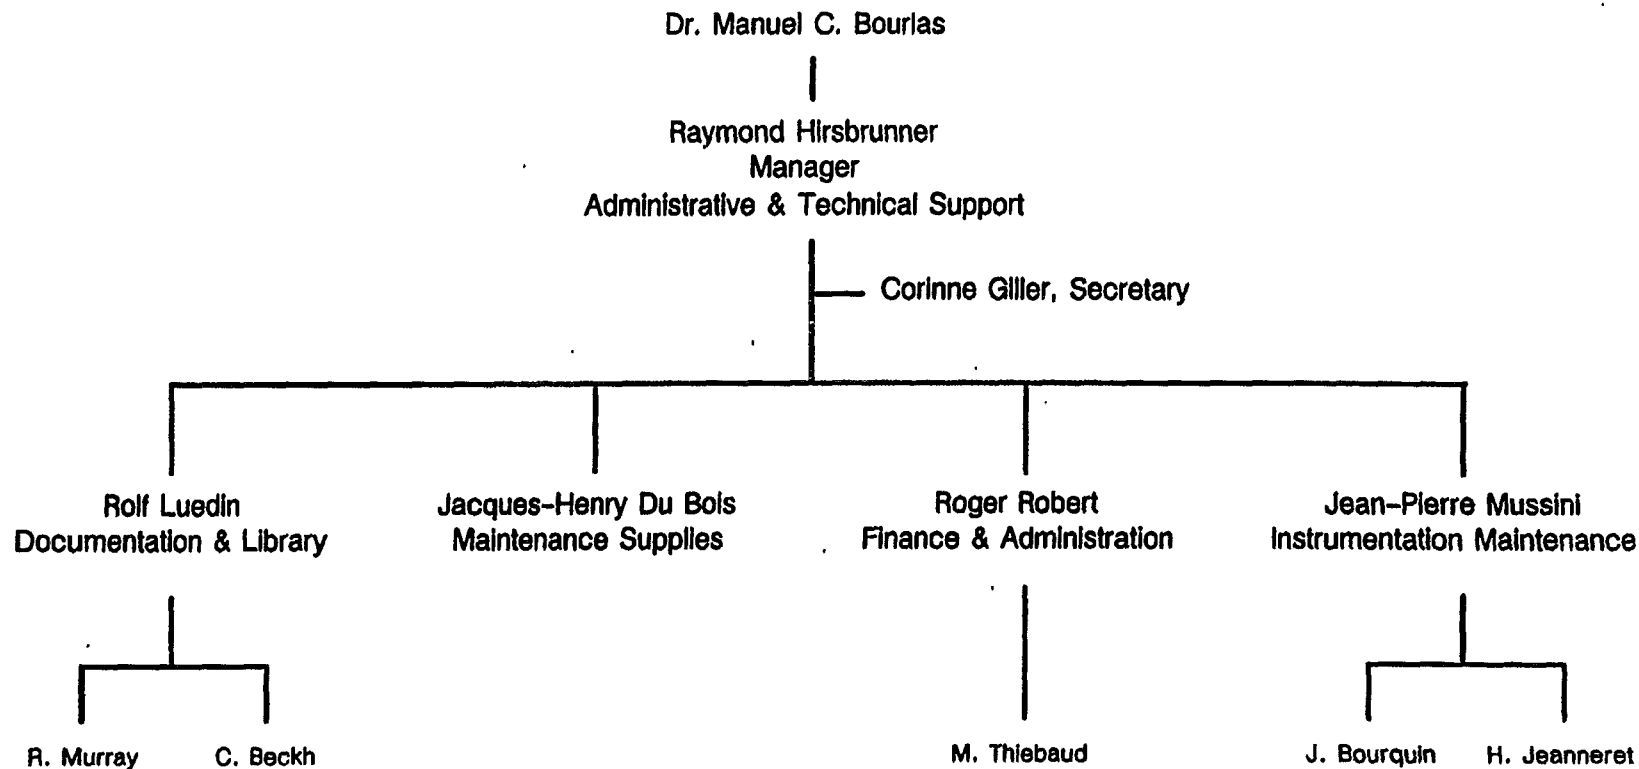 Dr. Manuel C. Bourlas
Raymond Hirsbrunner
Manager
Administrative & Technical Support
Corinne Giller, Secretary
Rolf Luedin
Documentation & Library
Jacques-Henry Du Bois
Maintenance Supplies
Roger Robert
Finance & Administration
Jean-Pierre Mussini
Instrumentation Maintenance
R. Murray
C. Beckh
M. Thiebaud
J. Bourquin
H. Jeanneret